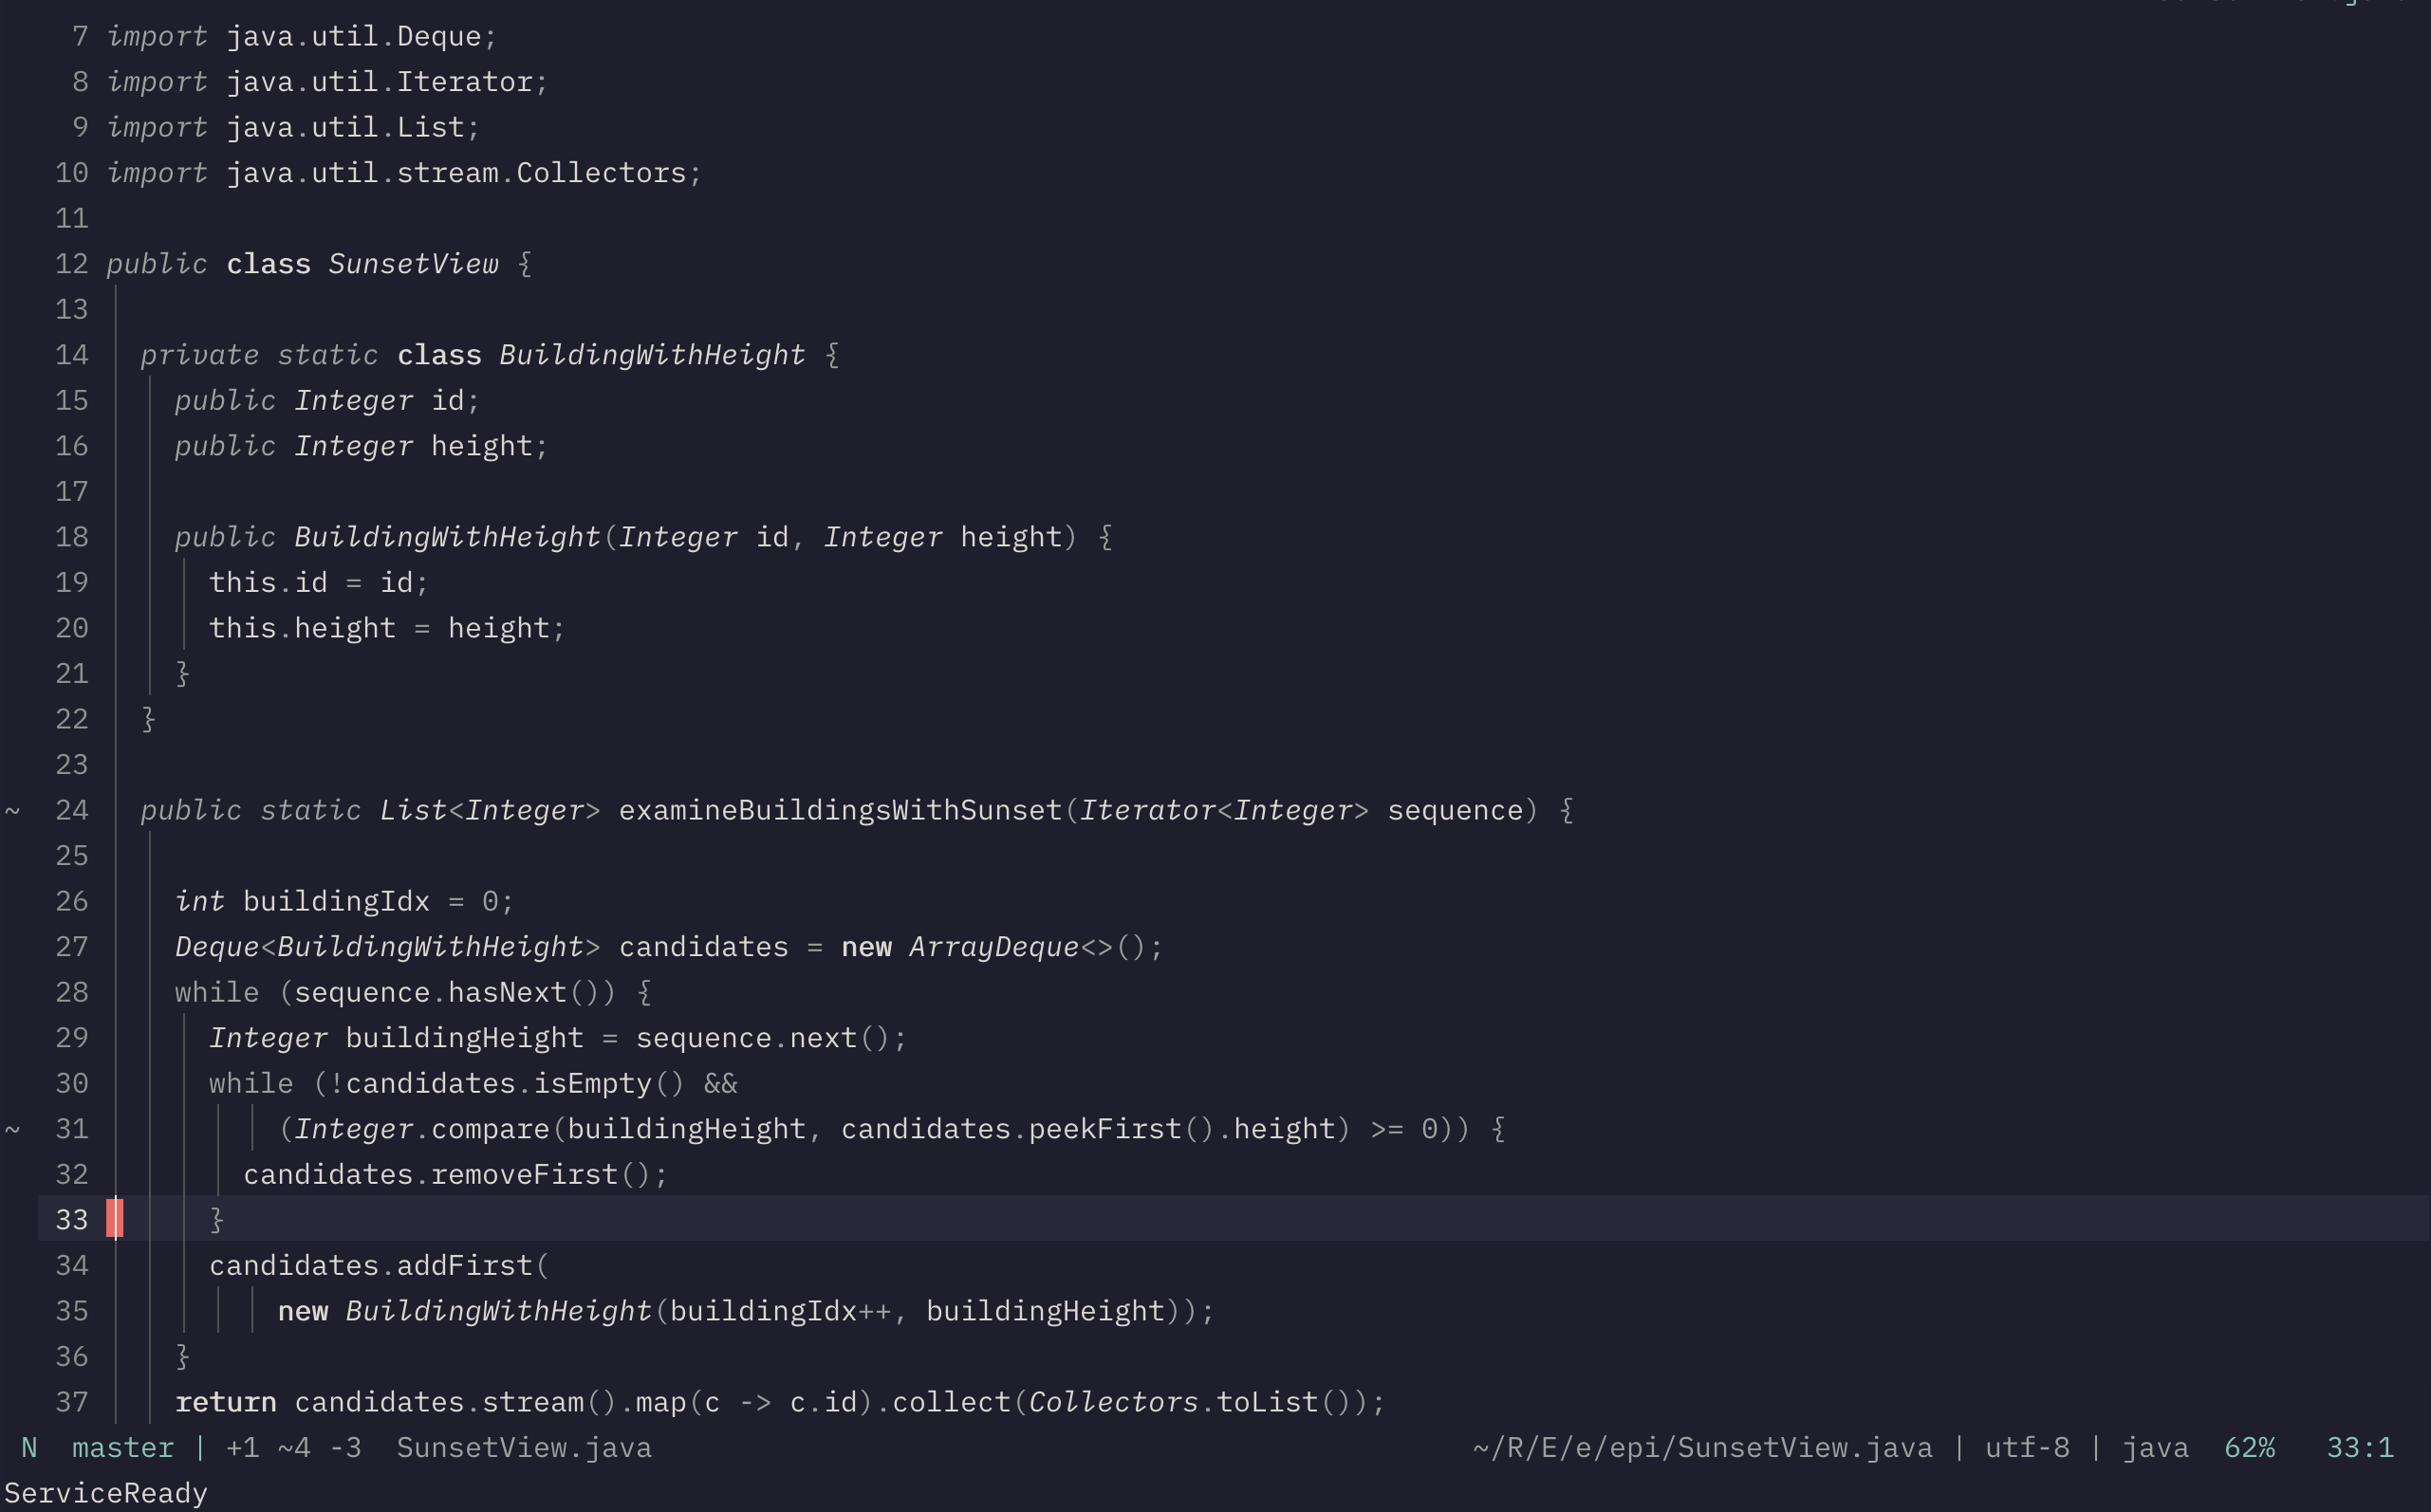 7 import java.util.Deque;
8 import java.util.Iterator;
9 import java.util.List;
10 import java.util.stream.Collectors;
11
12 public class SunsetView {
13
14   private static class BuildingWithHeight {
15     public Integer id;
16     public Integer height;
17
18     public BuildingWithHeight(Integer id, Integer height) {
19       this.id = id;
20       this.height = height;
21     }
22   }
23
~ 24   public static List<Integer> examineBuildingsWithSunset(Iterator<Integer> sequence) {
25
26     int buildingIdx = 0;
27     Deque<BuildingWithHeight> candidates = new ArrayDeque<>();
28     while (sequence.hasNext()) {
29       Integer buildingHeight = sequence.next();
30       while (!candidates.isEmpty() &&
~ 31           (Integer.compare(buildingHeight, candidates.peekFirst().height) >= 0)) {
32         candidates.removeFirst();
33       }
34       candidates.addFirst(
35           new BuildingWithHeight(buildingIdx++, buildingHeight));
36     }
37     return candidates.stream().map(c -> c.id).collect(Collectors.toList());
N  master | +1 ~4 -3  SunsetView.java  ~/R/E/e/epi/SunsetView.java | utf-8 | java  62%  33:1
ServiceReady